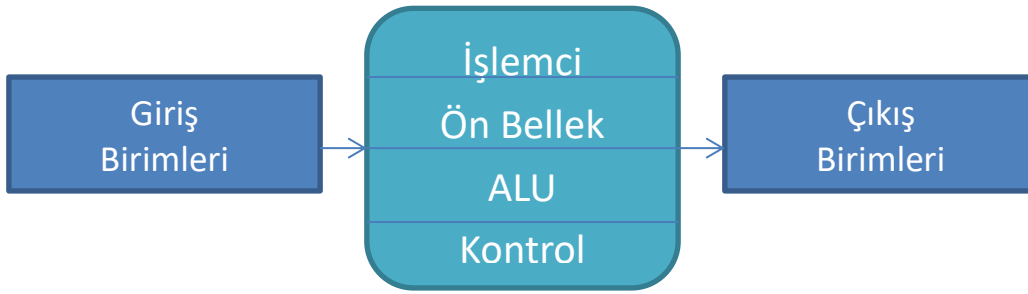 Giriş
Birimleri
İşlemci
Ön Bellek
ALU
Kontrol
Çıkış
Birimleri